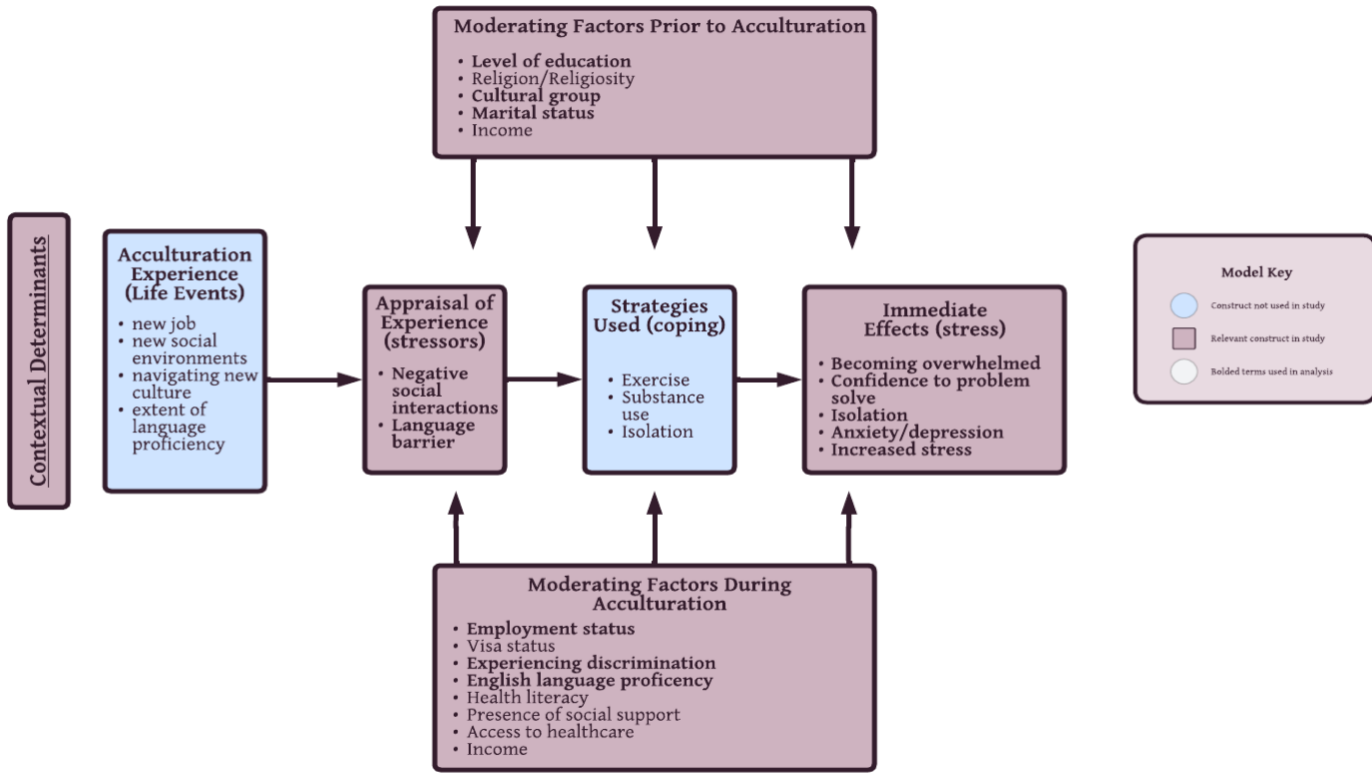 Moderating Factors Prior to Acculturation
• Level of education
• Religion/Religiosity
• Cultural group
• Marital status
• Income
Contextual Determinants
Acculturation
Experience
(Life Events)
• new job
• new social
environments
• navigating new
culture
• extent of
language
proficiency
Appraisal of
Experience
(stressors)
• Negative
social
interactions
• Language
barrier
Strategies
Used (coping)
• Exercise
• Substance
use
• Isolation
Immediate
Effects (stress)
• Becoming overwhelmed
• Confidence to problem
solve
• Isolation
• Anxiety/depression
• Increased stress
Model Key
Construct not used in study
Relevant construct in study
Bolded terms used in analysis
Moderating Factors During
Acculturation
• Employment status
• Visa status
• Experiencing discrimination
• English language proficency
• Health literacy
• Presence of social support
• Access to healthcare
• Income